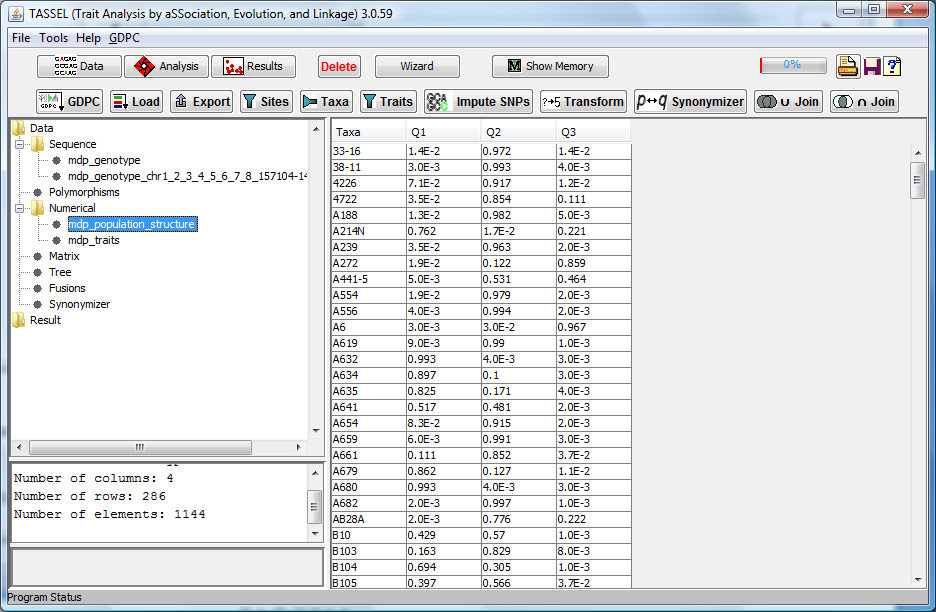 TASSEL (Trait Analysis by aSSociation, Evolution, and Linkage) 3.0.59
File Tools Help GDPC
Data Analysis Results Delete Wizard Show Memory 0%
GDPC Load Export Sites Taxa Traits Impute SNPs Transform Synonymizer ∪ Join ∩ Join
Data
Sequence
mdp_genotype
mdp_genotype_chr1_2_3_4_5_6_7_8_157104-14
Polymorphisms
Numerical
mdp_population_structure
mdp_traits
Matrix
Tree
Fusions
Synonymizer
Result
Number of columns: 4
Number of rows: 286
Number of elements: 1144
Taxa Q1 Q2 Q3
33-16 1.4E-2 0.972 1.4E-2
38-11 3.0E-3 0.993 4.0E-3
4226 7.1E-2 0.917 1.2E-2
4722 3.5E-2 0.854 0.111
A188 1.3E-2 0.982 5.0E-3
A214N 0.762 1.7E-2 0.221
A239 3.5E-2 0.963 2.0E-3
A272 1.9E-2 0.122 0.859
A441-5 5.0E-3 0.531 0.464
A554 1.9E-2 0.979 2.0E-3
A556 4.0E-3 0.994 2.0E-3
A6 3.0E-3 3.0E-2 0.967
A619 9.0E-3 0.99 1.0E-3
A632 0.993 4.0E-3 3.0E-3
A634 0.897 0.1 3.0E-3
A635 0.825 0.171 4.0E-3
A641 0.517 0.481 2.0E-3
A654 8.3E-2 0.915 2.0E-3
A659 6.0E-3 0.991 3.0E-3
A661 0.111 0.852 3.7E-2
A679 0.862 0.127 1.1E-2
A680 0.993 4.0E-3 3.0E-3
A682 2.0E-3 0.997 1.0E-3
AB28A 2.0E-3 0.776 0.222
B10 0.429 0.57 1.0E-3
B103 0.163 0.829 8.0E-3
B104 0.694 0.305 1.0E-3
B105 0.397 0.566 3.7E-2
Program Status